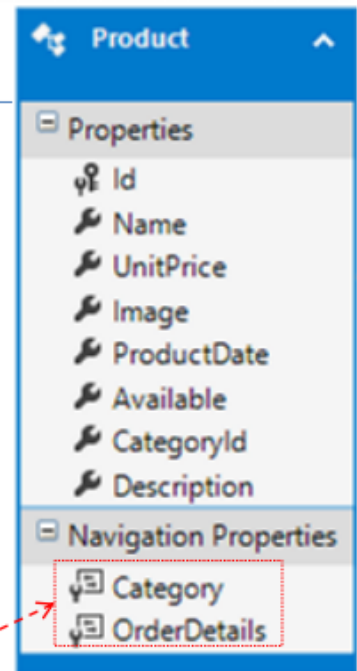 Product
Properties
Id
Name
UnitPrice
Image
ProductDate
Available
CategoryId
Description
Navigation Properties
Category
OrderDetails